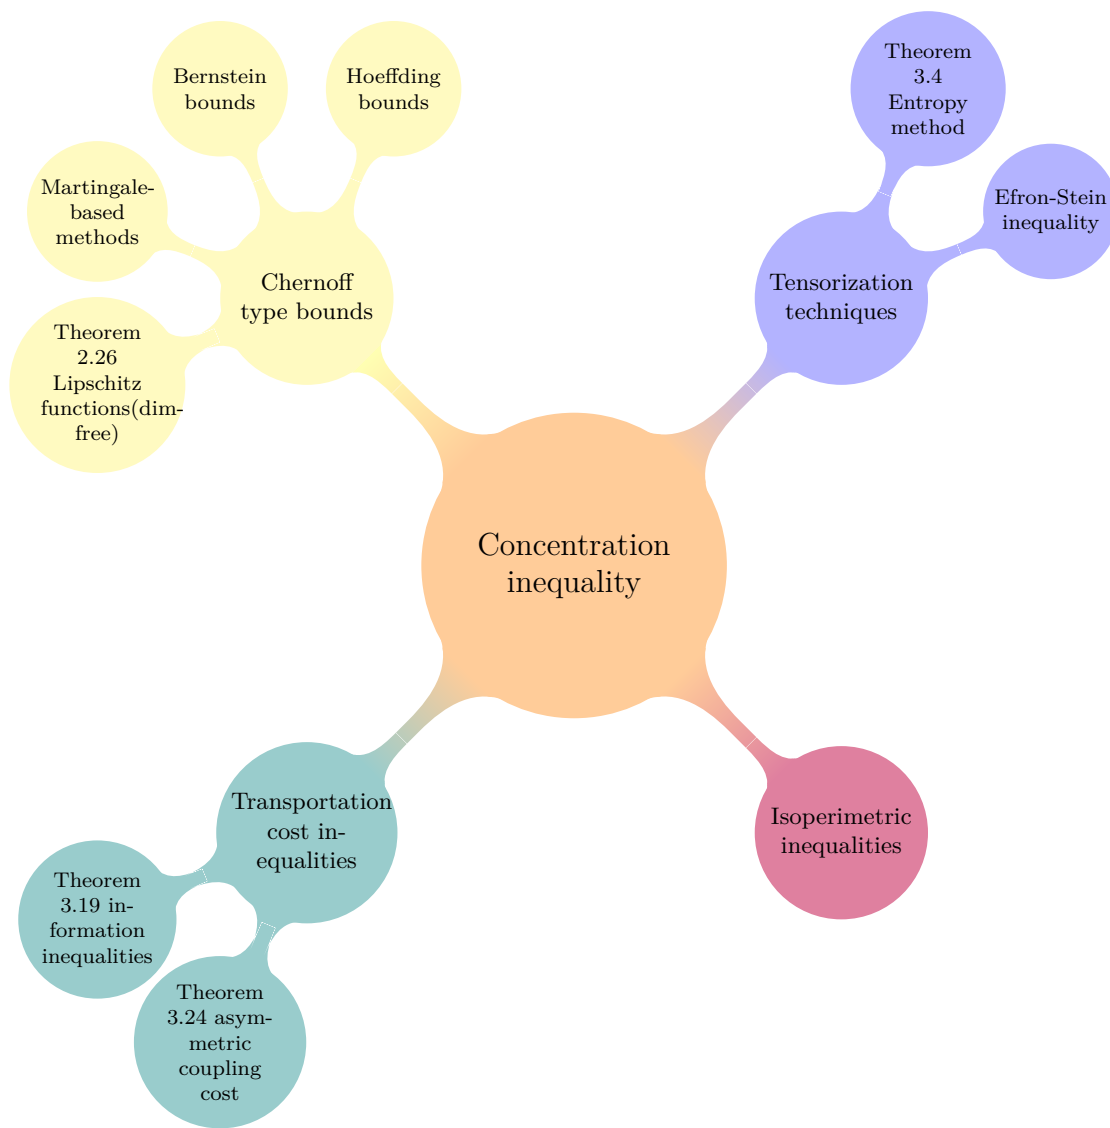 Bernstein
bounds
Hoeffding
bounds
Martingale-
based
methods
Theorem
2.26
Lipschitz
functions(dim-
free)
Chernoff
type bounds
Theorem
3.4
Entropy
method
Efron-Stein
inequality
Tensorization
techniques
Concentration
inequality
Transportation
cost in-
equalities
Theorem
3.19 in-
formation
inequalities
Theorem
3.24 asym-
metric
coupling
cost
Isoperimetric
inequalities